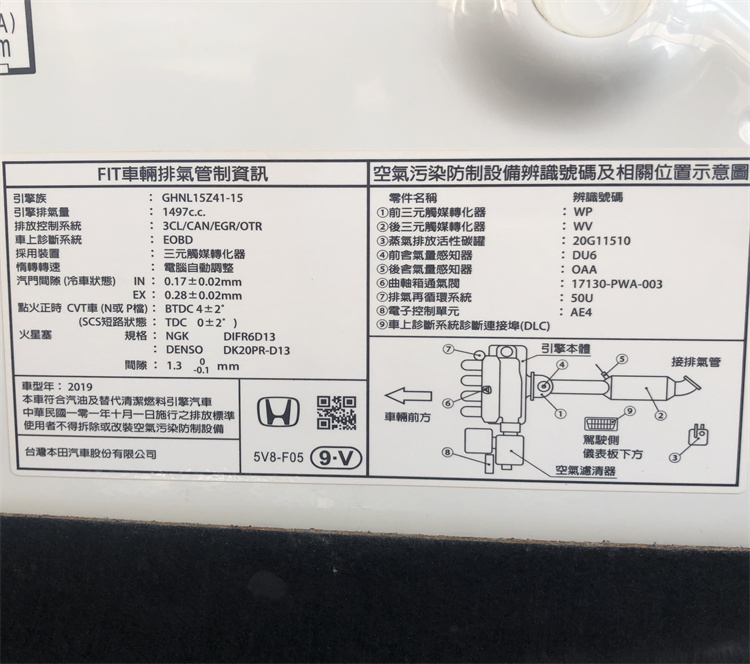 A)
m
FIT車輛排氣管制資訊
引擎族 : GHNL15Z41-15
引擎排氣量 : 1497c.c.
排放控制系統 : 3CL/CAN/EGR/OTR
車上診斷系統 : EOBD
採用裝置 : 三元觸媒轉化器
惰轉轉速 : 電腦自動調整
汽門間隙 (冷車狀態) IN : 0.17±0.02mm
EX : 0.28±0.02mm
點火正時 CVT車 (N或 P檔) : BTDC 4±2°
(SCS短路狀態 : TDC 0±2°)
火星塞 規格 : NGK DIFR6D13
: DENSO DK20PR-D13
間隙 : 1.3 0 -0.1 mm
車型年：2019
本車符合汽油及替代清潔燃料引擎汽車
中華民國一零一年十月一日施行之排放標準
使用者不得拆除或改裝空氣污染防制設備
台灣本田汽車股份有限公司
5V8-F05 9·V
空氣污染防制設備辨識號碼及相關位置示意圖
零件名稱 辨識號碼
①前三元觸媒轉化器 : WP
②後三元觸媒轉化器 : WV
③蒸氣排放活性碳罐 : 20G11510
④前含氧量感知器 : DU6
⑤後含氧量感知器 : OAA
⑥曲軸箱通氣閥 : 17130-PWA-003
⑦排氣再循環系統 : 50U
⑧電子控制單元 : AE4
⑨車上診斷系統診斷連接埠(DLC)
⑦ 引擎本體 ④ ⑤ 接排氣管
車輛前方 ⑥ ① ⑨ ②
駕駛側
儀表板下方
⑧ 空氣濾清器 ③